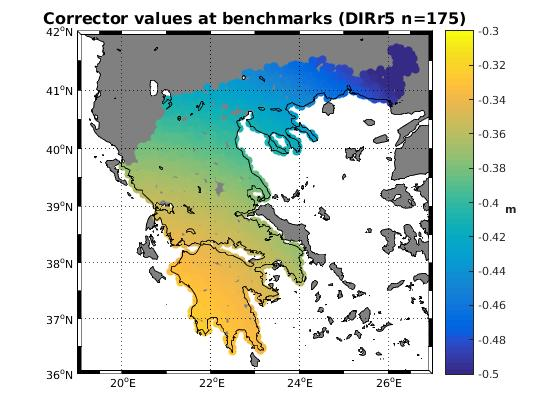 Corrector values at benchmarks (DIRr5 n=175)
42°N
41°N
40°N
39°N
38°N
37°N
36°N
20°E
22°E
24°E
26°E
-0.3
-0.32
-0.34
-0.36
-0.38
-0.4
-0.42
-0.44
-0.46
-0.48
-0.5
m